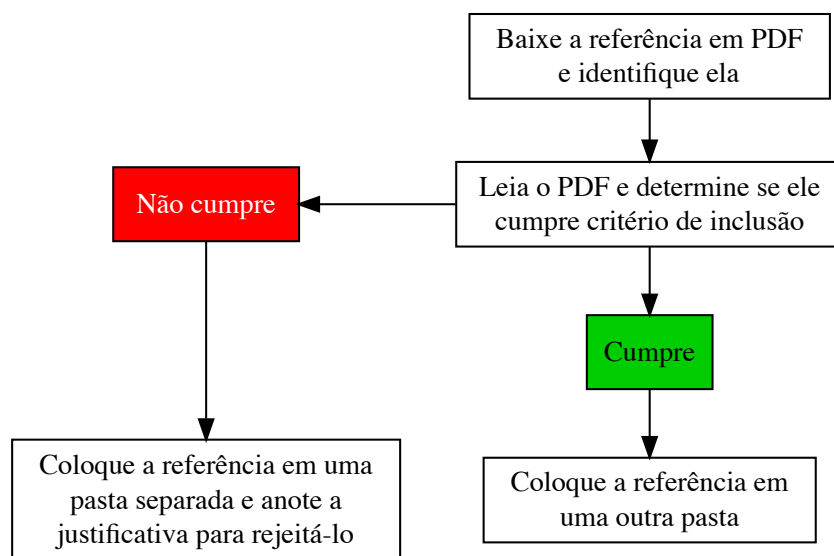 Baixe a referência em PDF
e identifique ela
Leia o PDF e determine se ele
cumpre critério de inclusão
Não cumpre
Cumpre
Coloque a referência em uma
pasta separada e anote a
justificativa para rejeitá-lo
Coloque a referência em
uma outra pasta